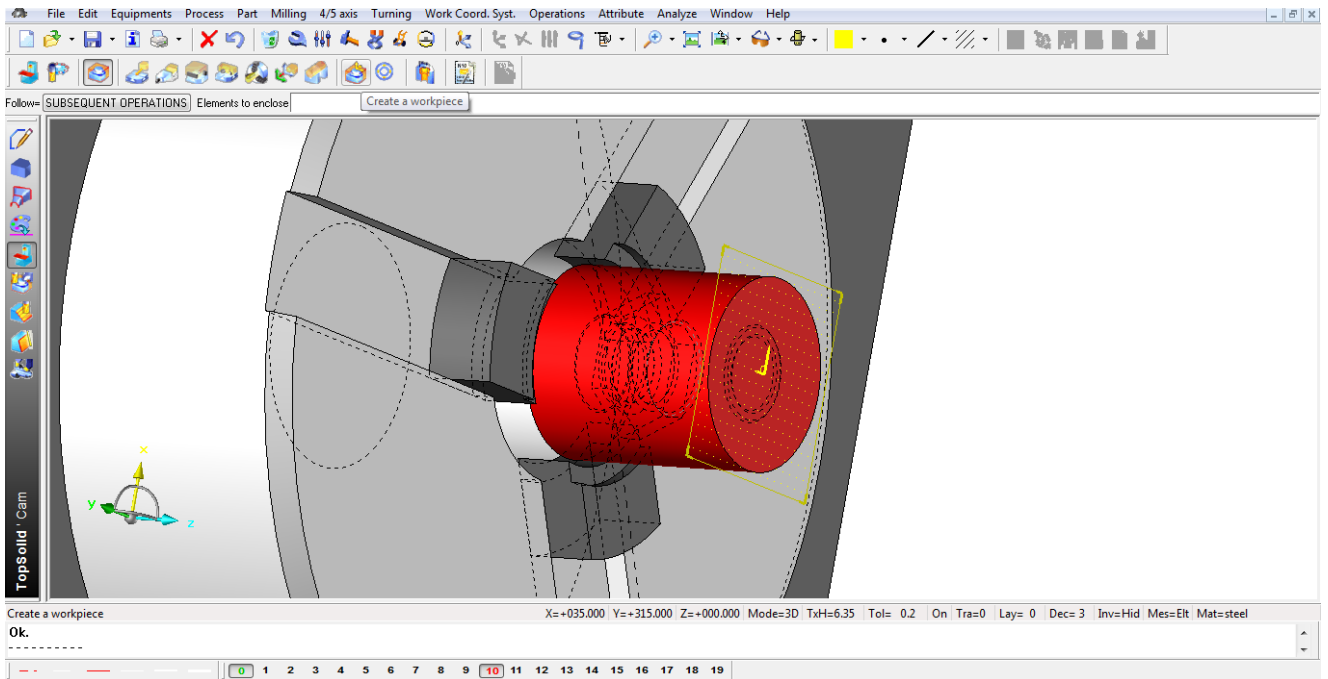 File Edit Equipments Process Part Milling 4/5 axis Turning Work Coord. Syst. Operations Attribute Analyze Window Help
Follow= SUBSEQUENT OPERATIONS Elements to enclose
Create a workpiece
x
y
z
TopSolid'Cam
Create a workpiece X=+035.000 Y=+315.000 Z=+000.000 Mode=3D TxH=6.35 Tol= 0.2 On Tra=0 Lay= 0 Dec= 3 Inv=Hid Mes=Elt Mat=steel
Ok.
----------
0 1 2 3 4 5 6 7 8 9 10 11 12 13 14 15 16 17 18 19